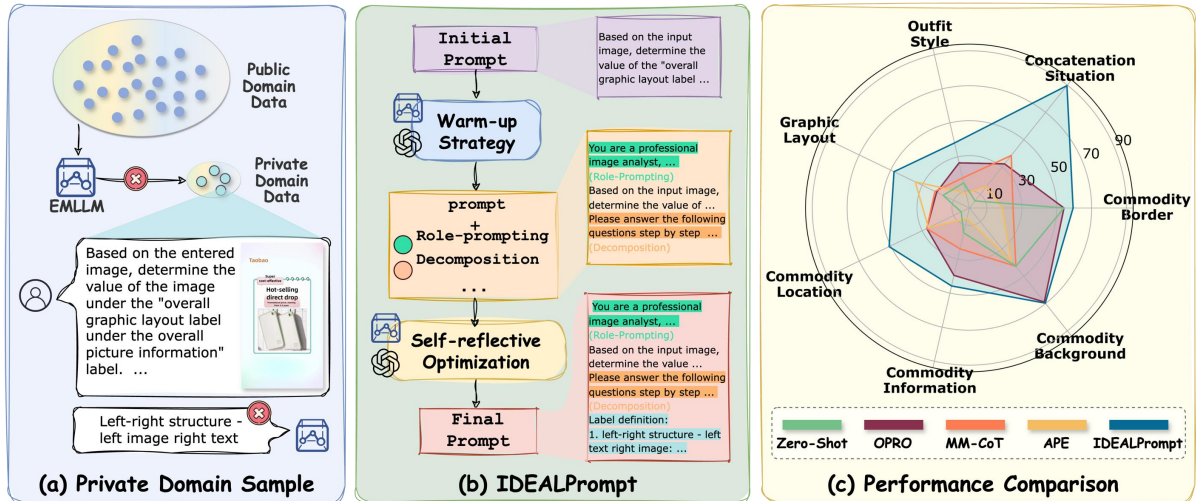 Public
Domain
Data
EMLLM
Private
Domain
Data
Based on the entered
image, determine the
value of the image
under the "overall
graphic layout label
under the overall
picture information"
label. ...
Taobao
Super
cost-effective
Hot-selling
direct drop
Left-right structure -
left image right text
(a) Private Domain Sample
Initial
Prompt
Based on the input
image, determine the
value of the "overall
graphic layout label ...
Warm-up
Strategy
prompt
+
Role-prompting
Decomposition
...
You are a professional
image analyst, ...
(Role-Prompting)
Based on the input image,
determine the value of ...
Please answer the following
questions step by step ...
(Decomposition)
Self-reflective
Optimization
Final
Prompt
You are a professional
image analyst, ...
(Role-Prompting)
Based on the input image,
determine the value ...
Please answer the following
questions step by step ...
(Decomposition)
Label definition:
1. left-right structure - left
text right image: ...
(b) IDEALPrompt
Outfit
Style
Concatenation
Situation
Graphic
Layout
90
70
50
30
10
Commodity
Border
Commodity
Location
Commodity
Background
Commodity
Information
Zero-Shot
OPRO
MM-CoT
APE
IDEALPrompt
(c) Performance Comparison